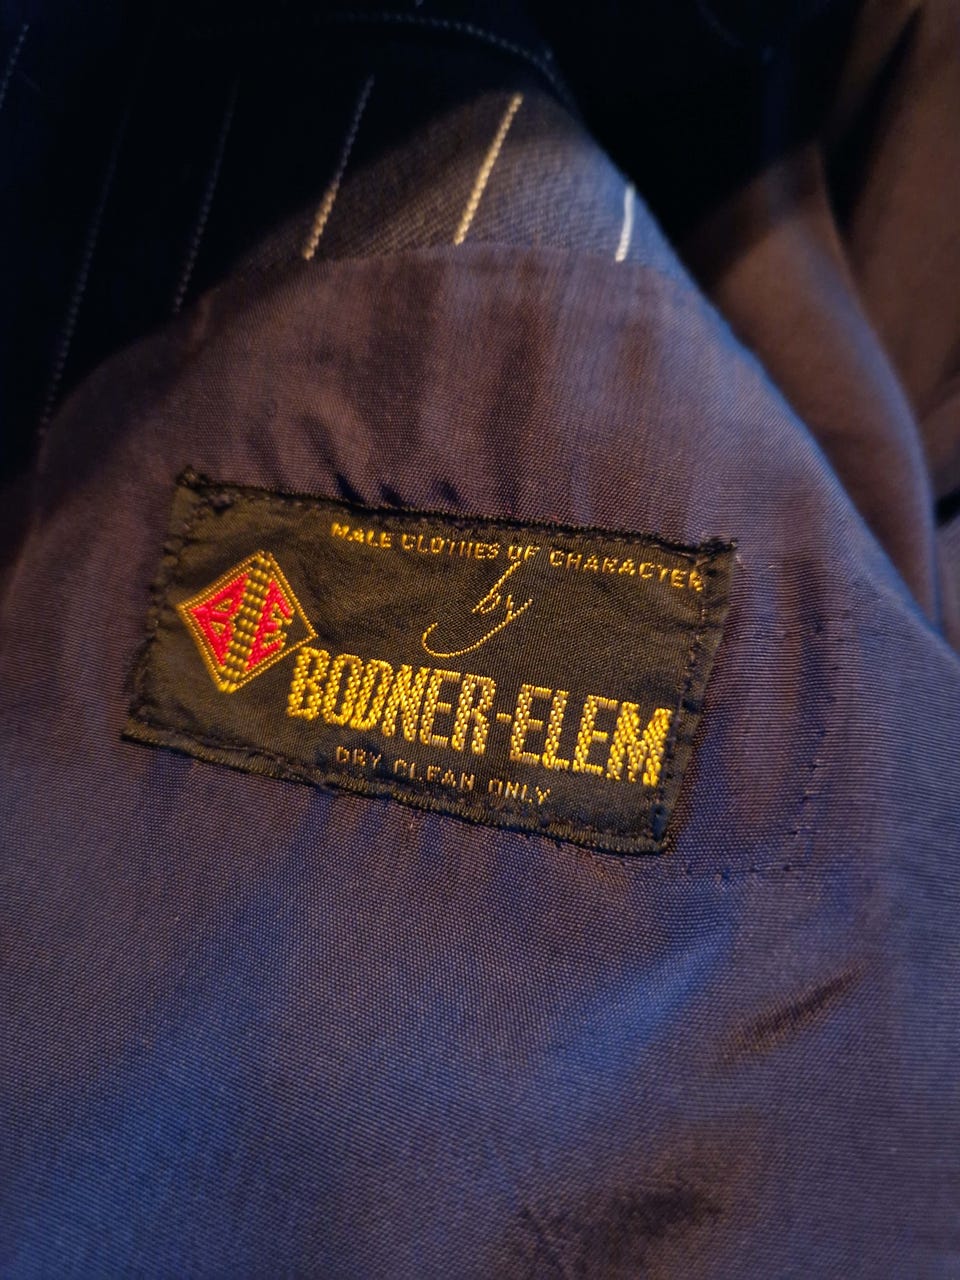 MALE CLOTHES OF CHARACTER
by
BODNER-ELEM
DRY CLEAN ONLY